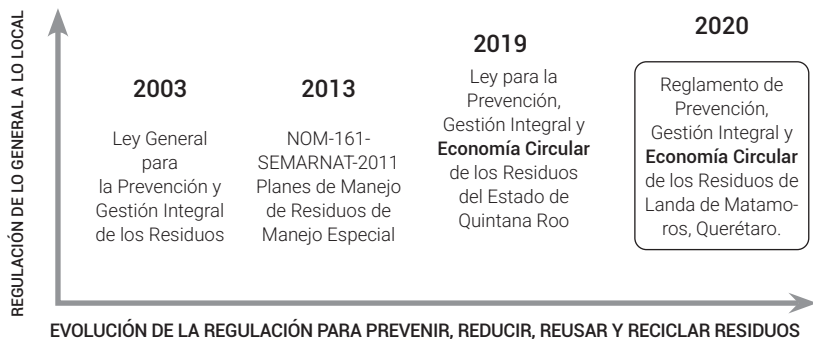 REGULACIÓN DE LO GENERAL A LO LOCAL
2003
Ley General
para
la Prevención y
Gestión Integral
de los Residuos
2013
NOM-161-
SEMARNAT-2011
Planes de Manejo
de Residuos de
Manejo Especial
2019
Ley para la
Prevención,
Gestión Integral y
Economía Circular
de los Residuos
del Estado de
Quintana Roo
2020
Reglamento de
Prevención,
Gestión Integral y
Economía Circular
de los Residuos de
Landa de Matamo-
ros, Querétaro.
EVOLUCIÓN DE LA REGULACIÓN PARA PREVENIR, REDUCIR, REUSAR Y RECICLAR RESIDUOS